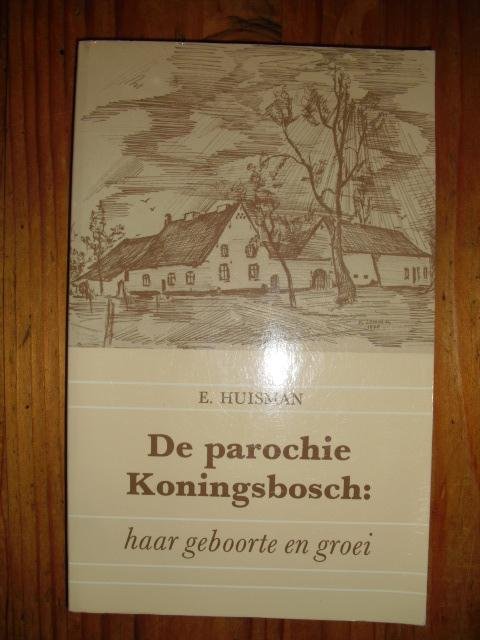 E. HUISMAN
De parochie
Koningsbosch:
haar geboorte en groei